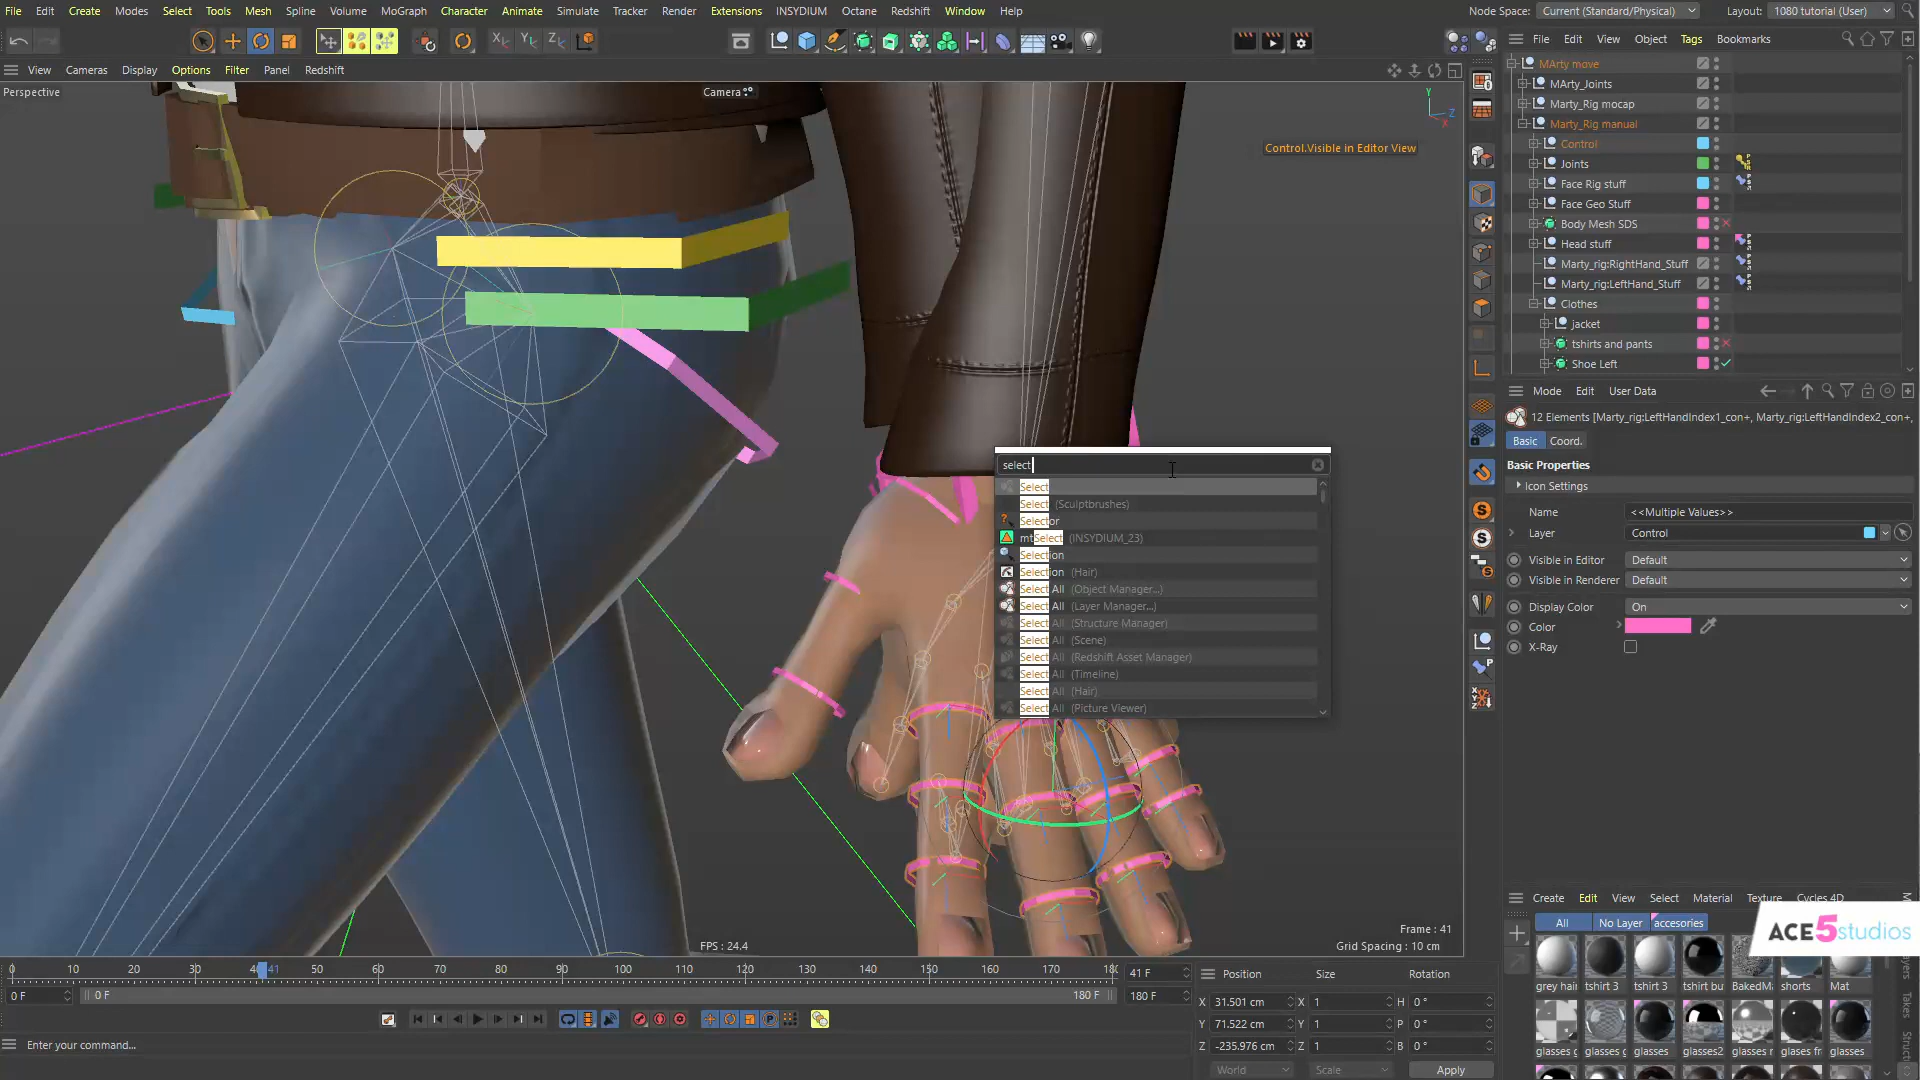 File Edit Create Modes Select Tools Mesh Spline Volume MoGraph Character Animate Simulate Tracker Render Extensions INSYDIUM Octane Redshift Window Help
Node Space: Current (Standard/Physical) Layout: 1080 tutorial (User)
File Edit View Object Tags Bookmarks
View Cameras Display Options Filter Panel Redshift
Perspective
Camera
Y
Z
X
Control.Visible in Editor View
MArty move
MArty_Joints
Marty_Rig mocap
Marty_Rig manual
Control
Joints
Face Rig stuff
Face Geo Stuff
Body Mesh SDS
Head stuff
Marty_rig:RightHand_Stuff
Marty_rig:LeftHand_Stuff
Clothes
Jacket
tshirts and pants
Shoe Left
Mode Edit User Data
12 Elements [Marty_rig:LeftHandIndex1_con+, Marty_rig:LeftHandIndex2_con+,
Basic Coord.
Basic Properties
Icon Settings
Name <<Multiple Values>>
Layer Control
Visible in Editor Default
Visible in Renderer Default
Display Color On
Color
X-Ray
select
Select
Select (Sculptbrushes)
Selector
mtSelect (INSYDIUM_23)
Selection
Selection (Hair)
Select All (Object Manager...)
Select All (Layer Manager...)
Select All (Structure Manager)
Select All (Scene)
Select All (Redshift Asset Manager)
Select All (Timeline)
Select All (Hair)
Select All (Picture Viewer)
FPS : 24.4
Frame : 41
Grid Spacing : 10 cm
Create Edit View Select Material Texture Cycles 4D
All No Layer accesories
ACE5studios
grey hair tshirt 3 tshirt 3 tshirt bu BakedMa shorts Mat
glasses g glasses g glasses glasses2 glasses r glases fr glasses
0 10 20 30 41 50 60 70 80 90 100 110 120 130 140 150 160 170
41 F
0 F 0 F 180 F 180 F
Position Size Rotation
X 31.501 cm X 1 H 0 °
Y 71.522 cm Y 1 P 0 °
Z -235.976 cm Z 1 B 0 °
World Scale Apply
Enter your command...
Takes